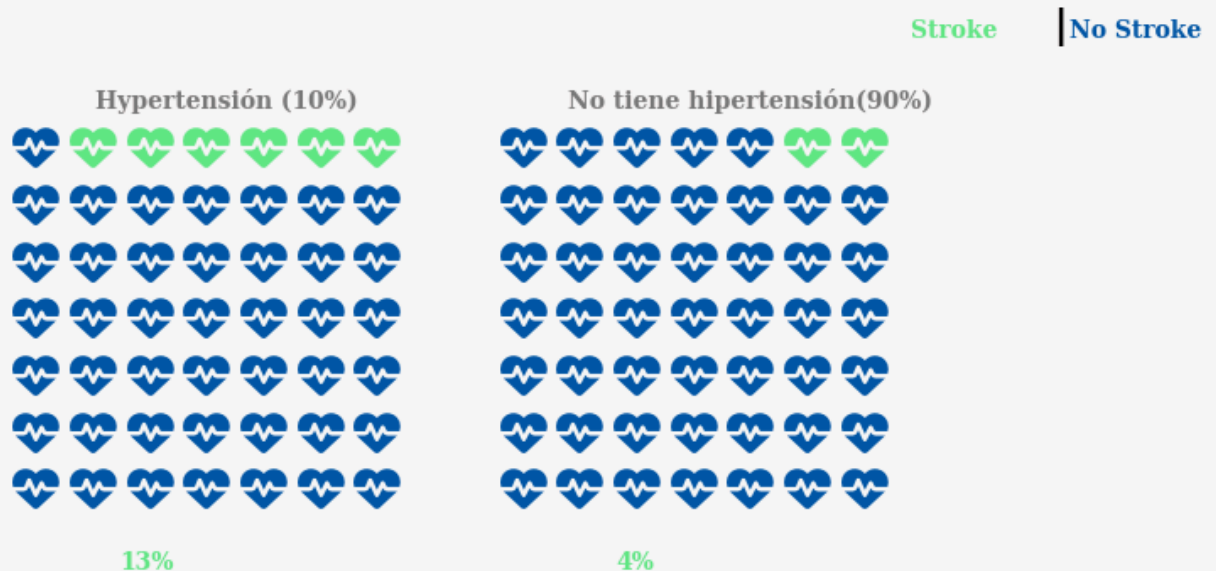 Stroke
No Stroke
Hypertensión (10%)
No tiene hipertensión(90%)
13%
4%